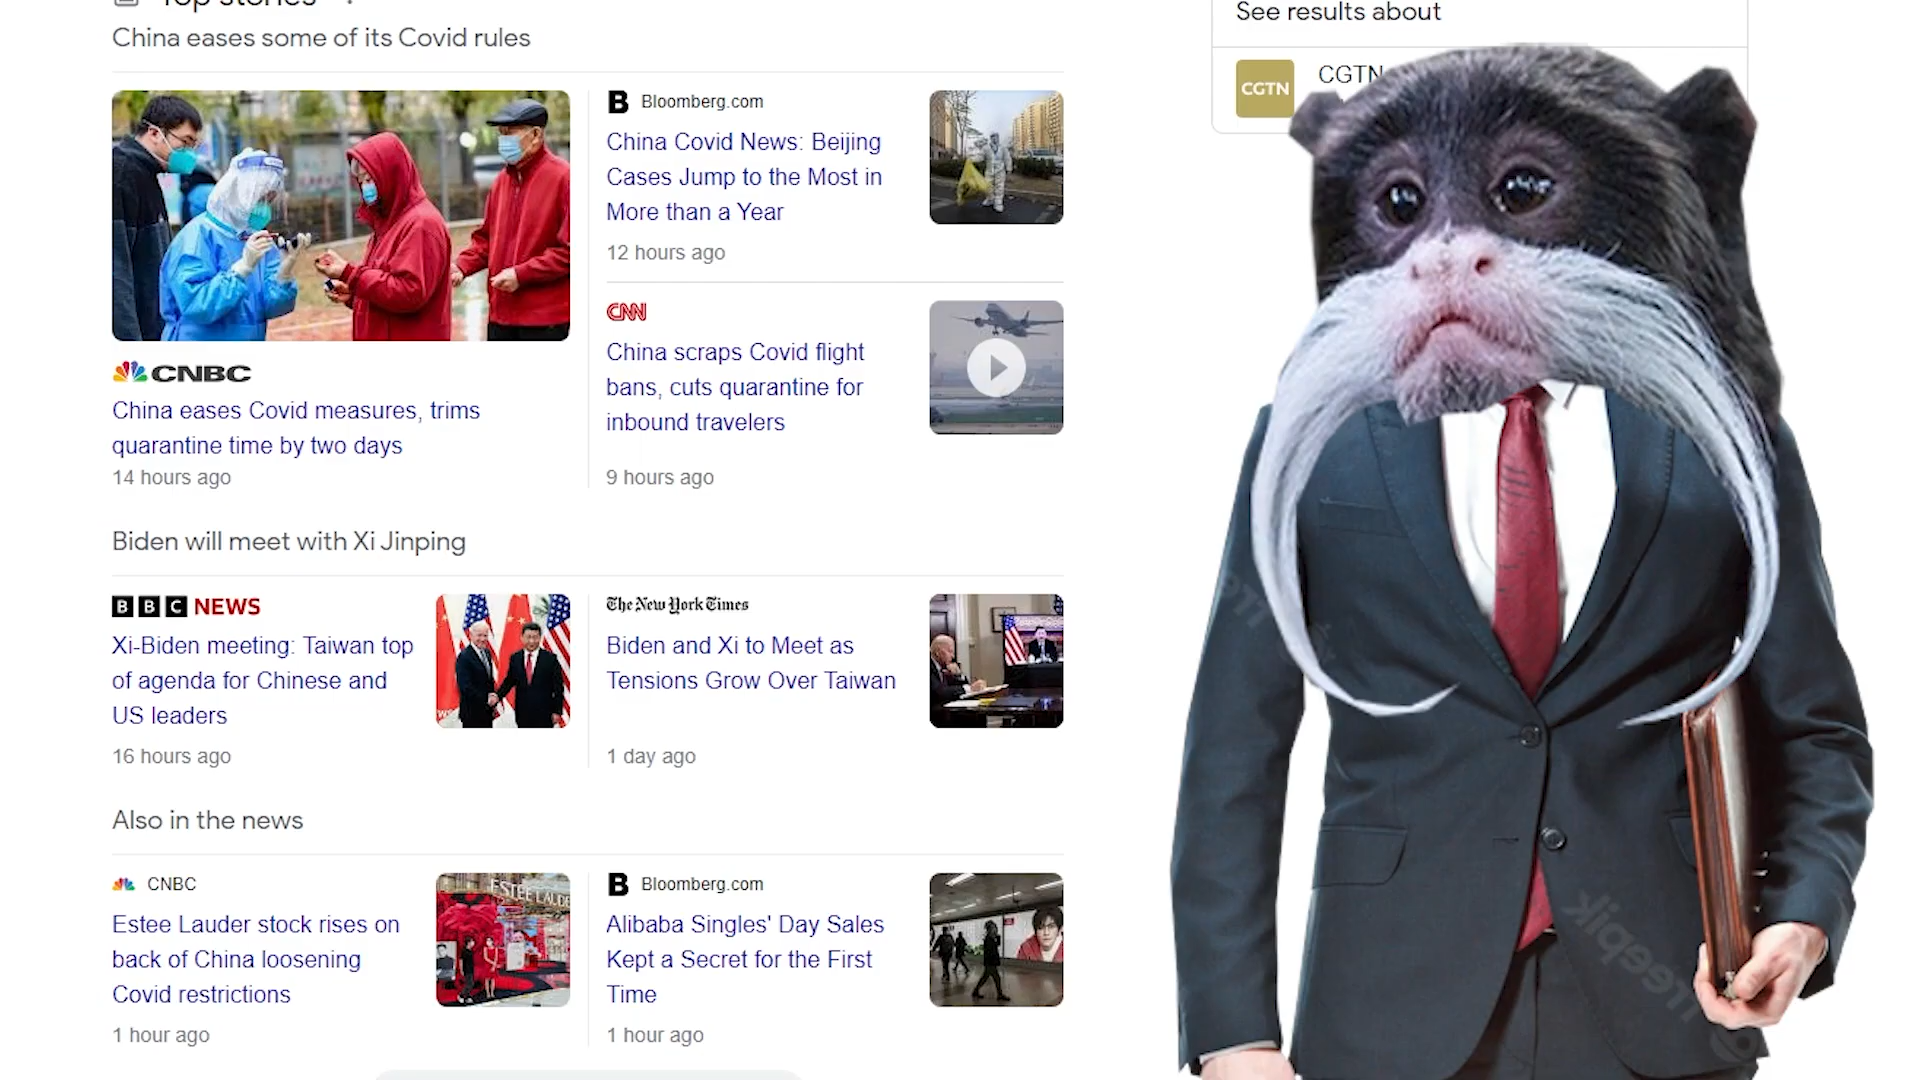 Top stories
China eases some of its Covid rules
CNBC
China eases Covid measures, trims
quarantine time by two days
14 hours ago
Bloomberg.com
China Covid News: Beijing
Cases Jump to the Most in
More than a Year
12 hours ago
CNN
China scraps Covid flight
bans, cuts quarantine for
inbound travelers
9 hours ago
Biden will meet with Xi Jinping
BBC NEWS
Xi-Biden meeting: Taiwan top
of agenda for Chinese and
US leaders
16 hours ago
The New York Times
Biden and Xi to Meet as
Tensions Grow Over Taiwan
1 day ago
Also in the news
CNBC
Estee Lauder stock rises on
back of China loosening
Covid restrictions
1 hour ago
ESTEE LAUDE
B Bloomberg.com
Alibaba Singles' Day Sales
Kept a Secret for the First
Time
1 hour ago
See results about
CGTN
CGTN
freepik